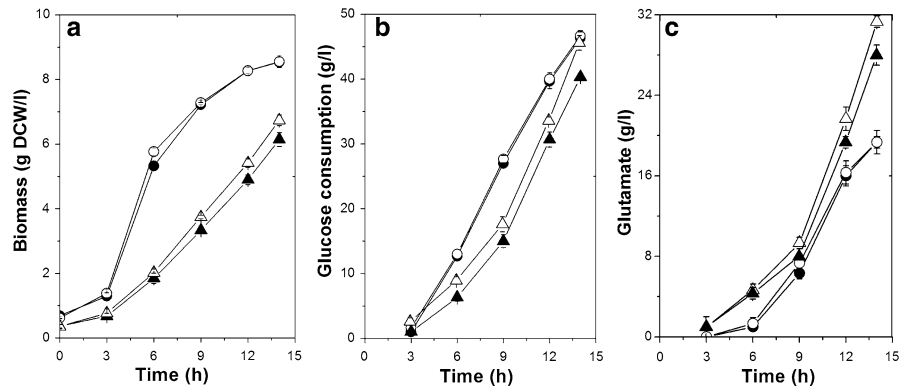 a
Biomass (g DCW/l)
10
8
6
4
2
0
0 3 6 9 12 15
Time (h)
b
Glucose consumption (g/l)
50
40
30
20
10
0
0 3 6 9 12 15
Time (h)
c
Glutamate (g/l)
32
24
16
8
0
0 3 6 9 12 15
Time (h)